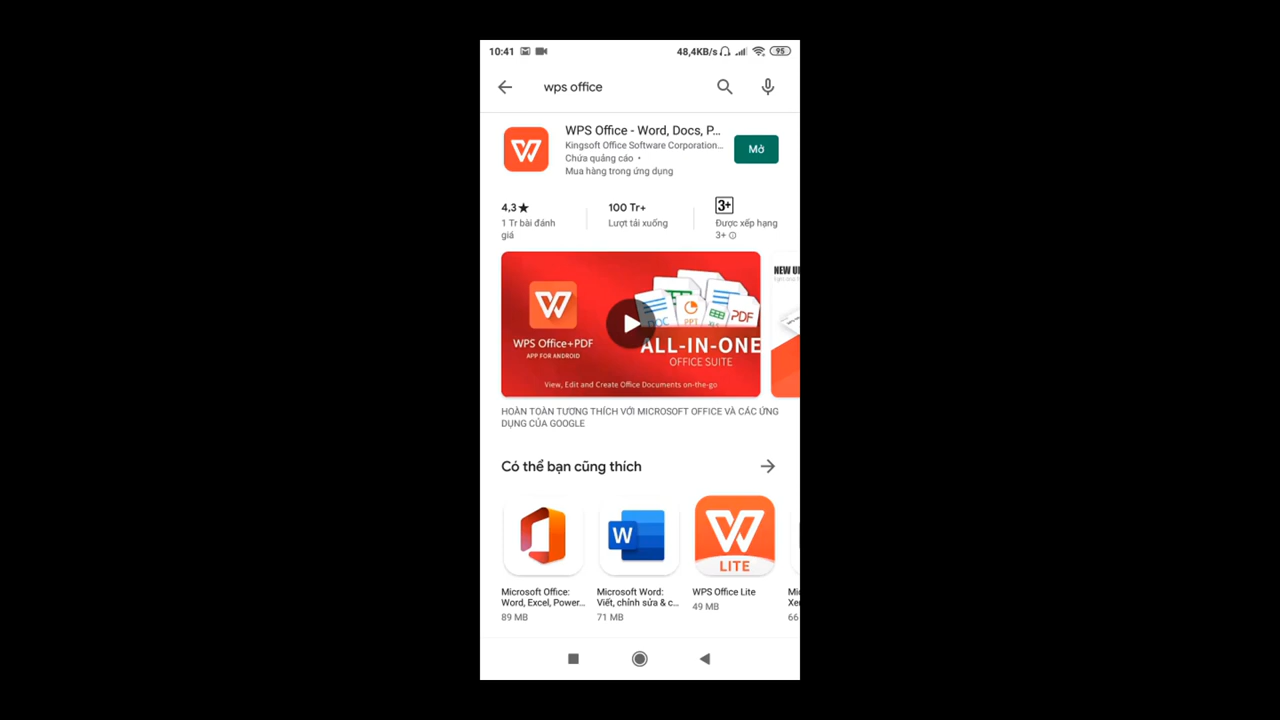 10:41 48,4KB/s 95
wps office
WPS Office - Word, Docs, P...
Kingsoft Office Software Corporation...
Chứa quảng cáo •
Mua hàng trong ứng dụng
Mở
4,3★
1 Tr bài đánh
giá
100 Tr+
Lượt tải xuống
3+
Được xếp hạng
3+
WPS Office+PDF
APP FOR ANDROID
DOC
PPT
XLS
PDF
ALL-IN-ONE
OFFICE SUITE
View, Edit and Create Office Documents on-the-go
HOÀN TOÀN TƯƠNG THÍCH VỚI MICROSOFT OFFICE VÀ CÁC ỨNG
DỤNG CỦA GOOGLE
Có thể bạn cũng thích
W
LITE
Microsoft Office:
Word, Excel, Power...
89 MB
Microsoft Word:
Viết, chỉnh sửa & c...
71 MB
WPS Office Lite
49 MB
66